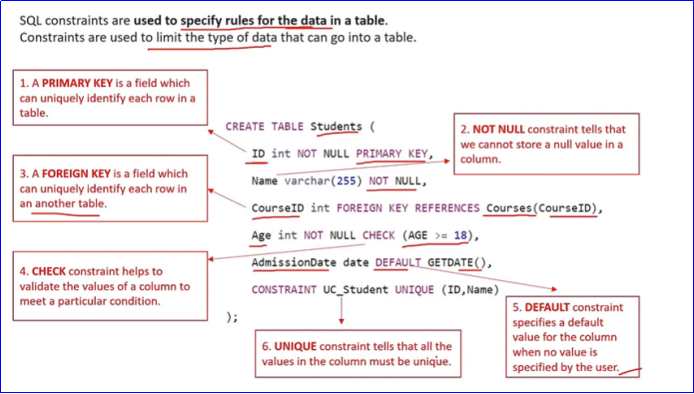 SQL constraints are used to specify rules for the data in a table.
Constraints are used to limit the type of data that can go into a table.
1. A PRIMARY KEY is a field which
can uniquely identify each row in a
table.
CREATE TABLE Students (
2. NOT NULL constraint tells that
we cannot store a null value in a
column.
ID int NOT NULL PRIMARY KEY,
3. A FOREIGN KEY is a field which
can uniquely identify each row in
an another table.
Name varchar(255) NOT NULL,
CourseID int FOREIGN KEY REFERENCES Courses(CourseID),
Age int NOT NULL CHECK (AGE >= 18),
4. CHECK constraint helps to
validate the values of a column to
meet a particular condition.
AdmissionDate date DEFAULT GETDATE(),
CONSTRAINT UC_Student UNIQUE (ID,Name)
);
5. DEFAULT constraint
specifies a default
value for the column
when no value is
specified by the user.
6. UNIQUE constraint tells that all the
values in the column must be unique.